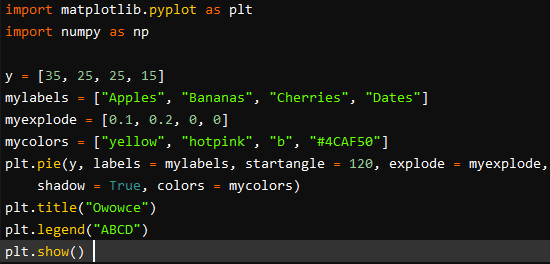 import matplotlib.pyplot as plt
import numpy as np
y = [35, 25, 25, 15]
mylabels = ["Apples", "Bananas", "Cherries", "Dates"]
myexplode = [0.1, 0.2, 0, 0]
mycolors = ["yellow", "hotpink", "b", "#4CAF50"]
plt.pie(y, labels = mylabels, startangle = 120, explode = myexplode,
shadow = True, colors = mycolors)
plt.title("Owowce")
plt.legend("ABCD")
plt.show()